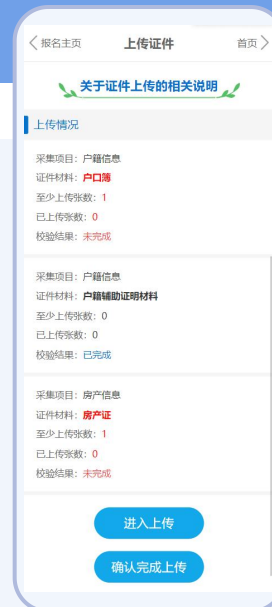 报名主页
上传证件
首页
关于证件上传的相关说明
上传情况
采集项目：户籍信息
证件材料：户口簿
至少上传张数：1
已上传张数：0
校验结果：未完成
采集项目：户籍信息
证件材料：户籍辅助证明材料
至少上传张数：0
已上传张数：0
校验结果：已完成
采集项目：房产信息
证件材料：房产证
至少上传张数：1
已上传张数：0
校验结果：未完成
进入上传
确认完成上传